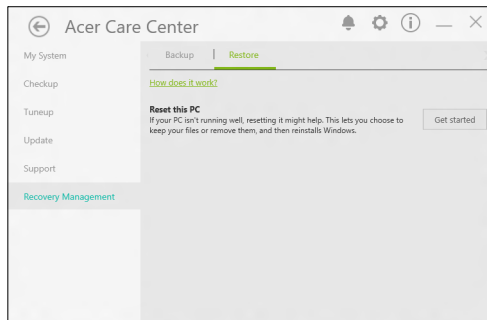 Acer Care Center
My System
Checkup
Tuneup
Update
Support
Recovery Management
Backup | Restore
How does it work?
Reset this PC
If your PC isn't running well, resetting it might help. This lets you choose to
keep your files or remove them, and then reinstalls Windows.
Get started